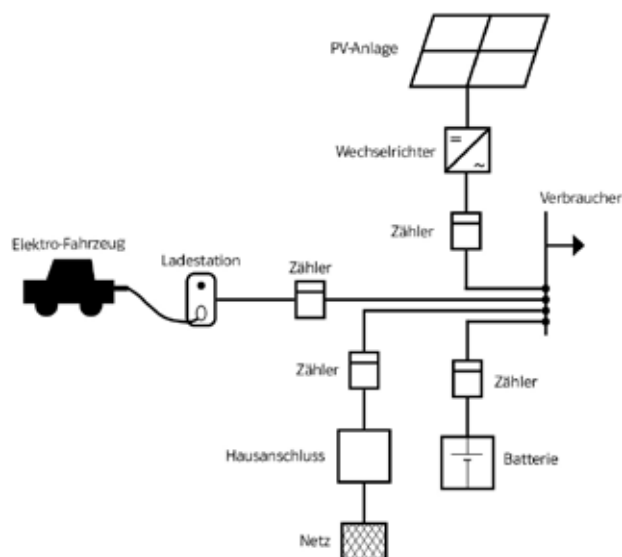 PV-Anlage
Wechselrichter
Verbraucher
Zähler
Elektro-Fahrzeug
Ladestation
Zähler
Zähler
Zähler
Hausanschluss
Batterie
Netz